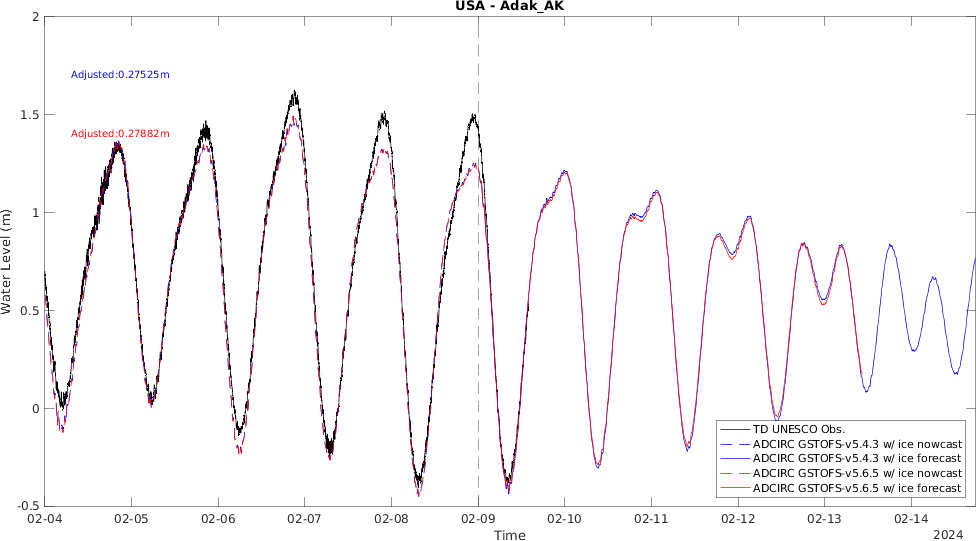 USA - Adak_AK
2
1.5
1
0.5
0
-0.5
Water Level (m)
Adjusted:0.27525m
Adjusted:0.27882m
TD UNESCO Obs.
ADCIRC GSTOFS-v5.4.3 w/ ice nowcast
ADCIRC GSTOFS-v5.4.3 w/ ice forecast
ADCIRC GSTOFS-v5.6.5 w/ ice nowcast
ADCIRC GSTOFS-v5.6.5 w/ ice forecast
02-04 02-05 02-06 02-07 02-08 02-09 02-10 02-11 02-12 02-13 02-14
Time
2024